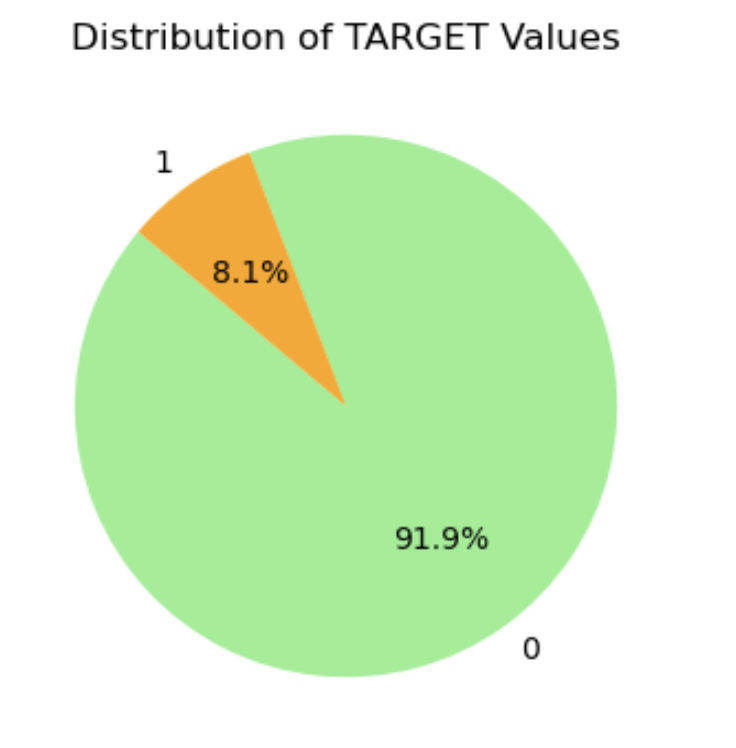 Distribution of TARGET Values
1
8.1%
91.9%
0